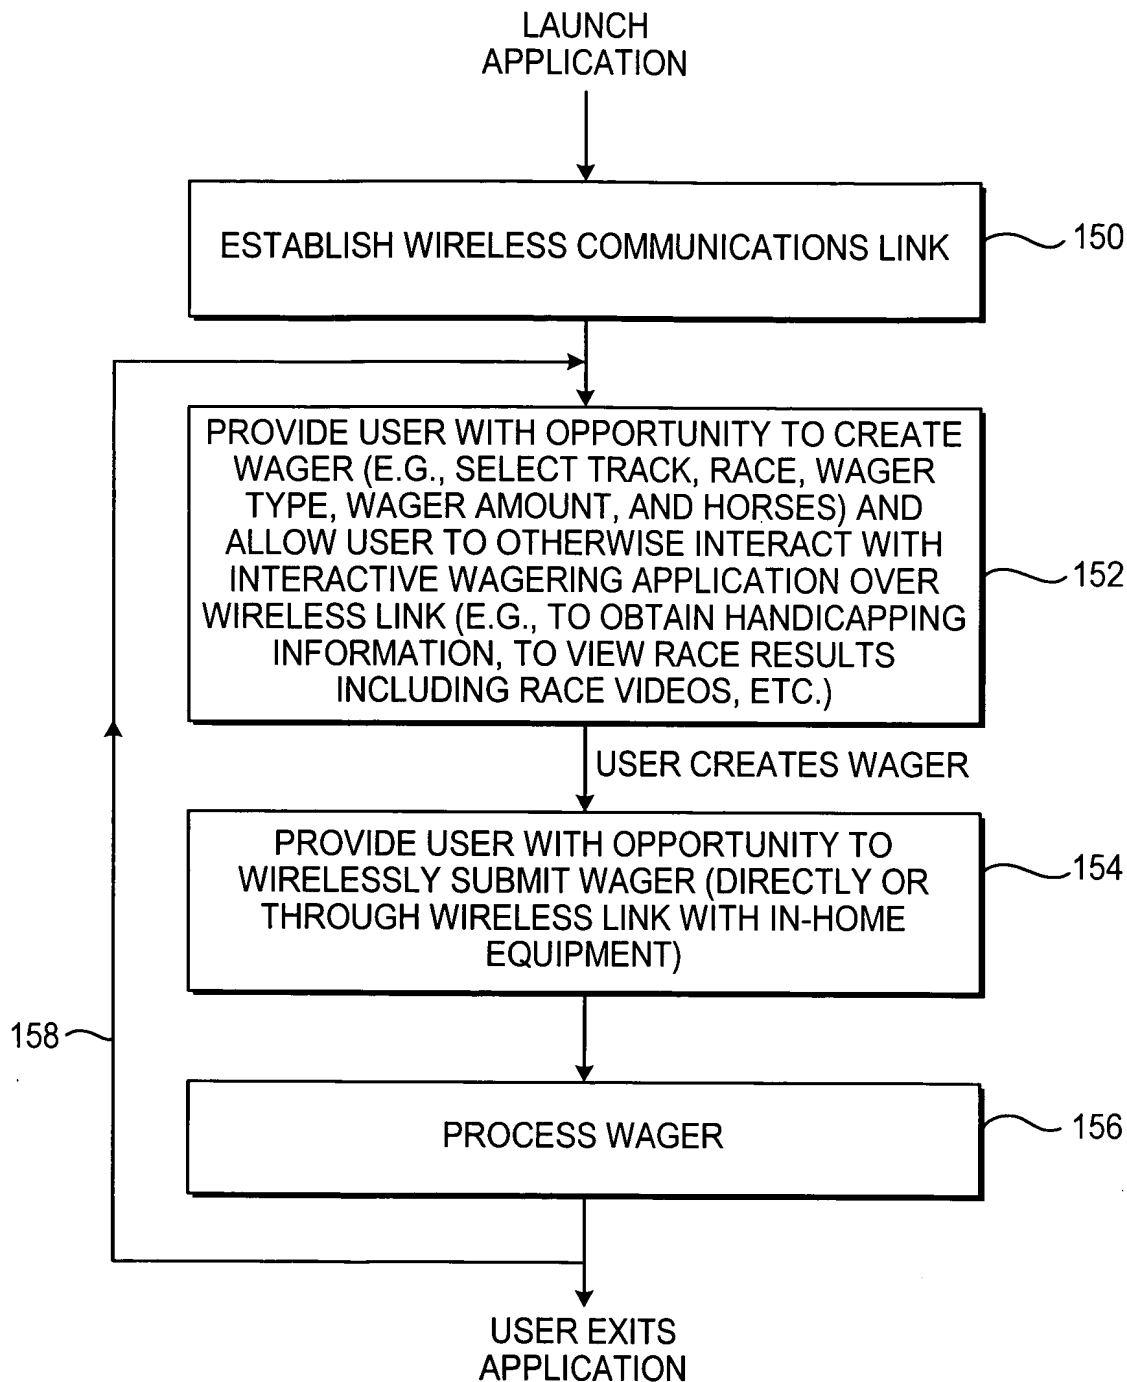 LAUNCH
APPLICATION
ESTABLISH WIRELESS COMMUNICATIONS LINK
150
PROVIDE USER WITH OPPORTUNITY TO CREATE
WAGER (E.G., SELECT TRACK, RACE, WAGER
TYPE, WAGER AMOUNT, AND HORSES) AND
ALLOW USER TO OTHERWISE INTERACT WITH
INTERACTIVE WAGERING APPLICATION OVER
WIRELESS LINK (E.G., TO OBTAIN HANDICAPPING
INFORMATION, TO VIEW RACE RESULTS
INCLUDING RACE VIDEOS, ETC.)
152
USER CREATES WAGER
PROVIDE USER WITH OPPORTUNITY TO
WIRELESSLY SUBMIT WAGER (DIRECTLY OR
THROUGH WIRELESS LINK WITH IN-HOME
EQUIPMENT)
154
158
PROCESS WAGER
156
USER EXITS
APPLICATION